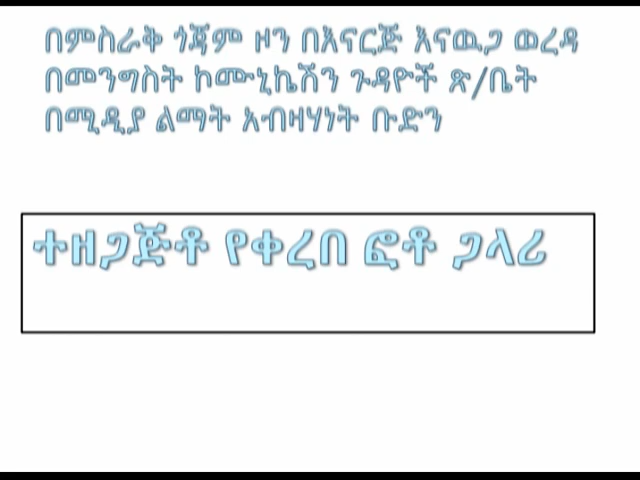 በምስራቅ ጎጃም ዞን በእናርጅ እናዉጋ ወረዳ
በመንግስት ኮሙኒኬሽን ጉዳዮች ጽ/ቤት
በሚዲያ ልማት አብዛሃነት ቡድን
ተዘጋጅቶ የቀረበ ፎቶ ጋላሪ